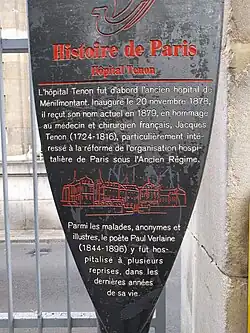 Histoire de Paris
Hôpital Tenon
L'hôpital Tenon fut d'abord l'ancien hôpital d
Ménilmontant. Inauguré le 20 novembre 1878,
il reçut son nom actuel en 1879, en hommage
au médecin et chirurgien français, Jacques
Tenon (1724-1816), particulièrement inté-
ressé à la réforme de l'organisation hospi-
talière de Paris sous l'Ancien Régime.
Parmi les malades, anonymes et
illustres, le poète Paul Verlaine
(1844-1896) y fut hos-
pitalisé à plusieurs
reprises, dans les
dernières années
de sa vie.